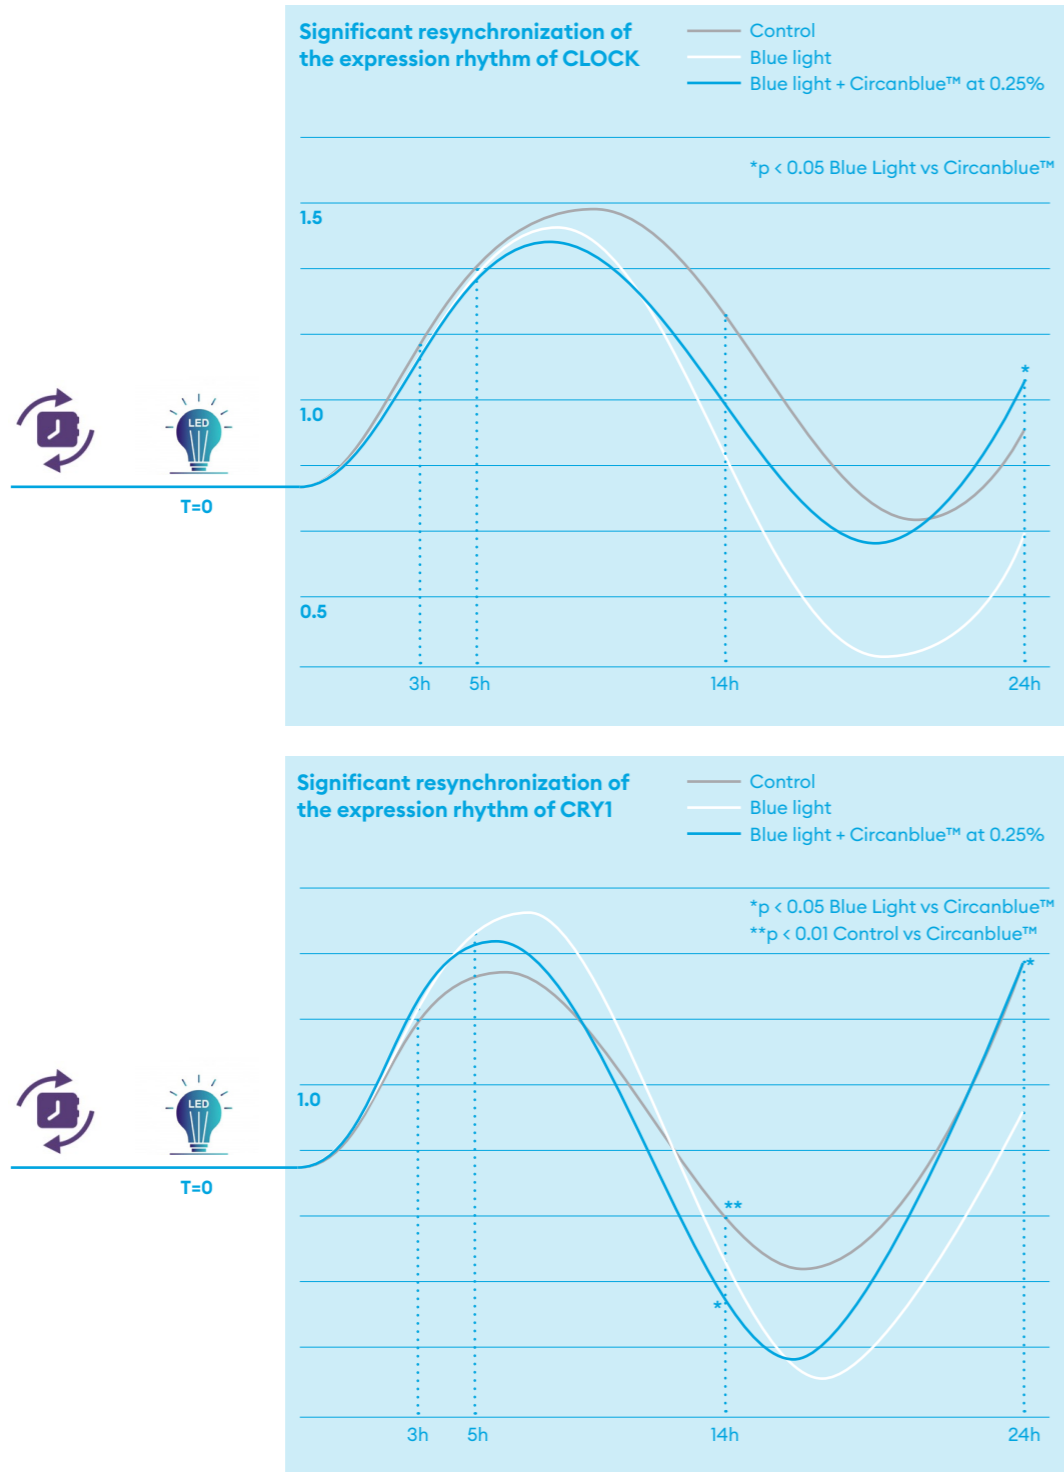 Significant resynchronization of
the expression rhythm of CLOCK
Control
Blue light
Blue light + Circanblue™ at 0.25%
*p < 0.05 Blue Light vs Circanblue™
1.5
*
1.0
LED
T=0
0.5
3h 5h 14h 24h
Significant resynchronization of
the expression rhythm of CRY1
Control
Blue light
Blue light + Circanblue™ at 0.25%
*p < 0.05 Blue Light vs Circanblue™
**p < 0.01 Control vs Circanblue™
*
1.0
LED
T=0
**
*
3h 5h 14h 24h